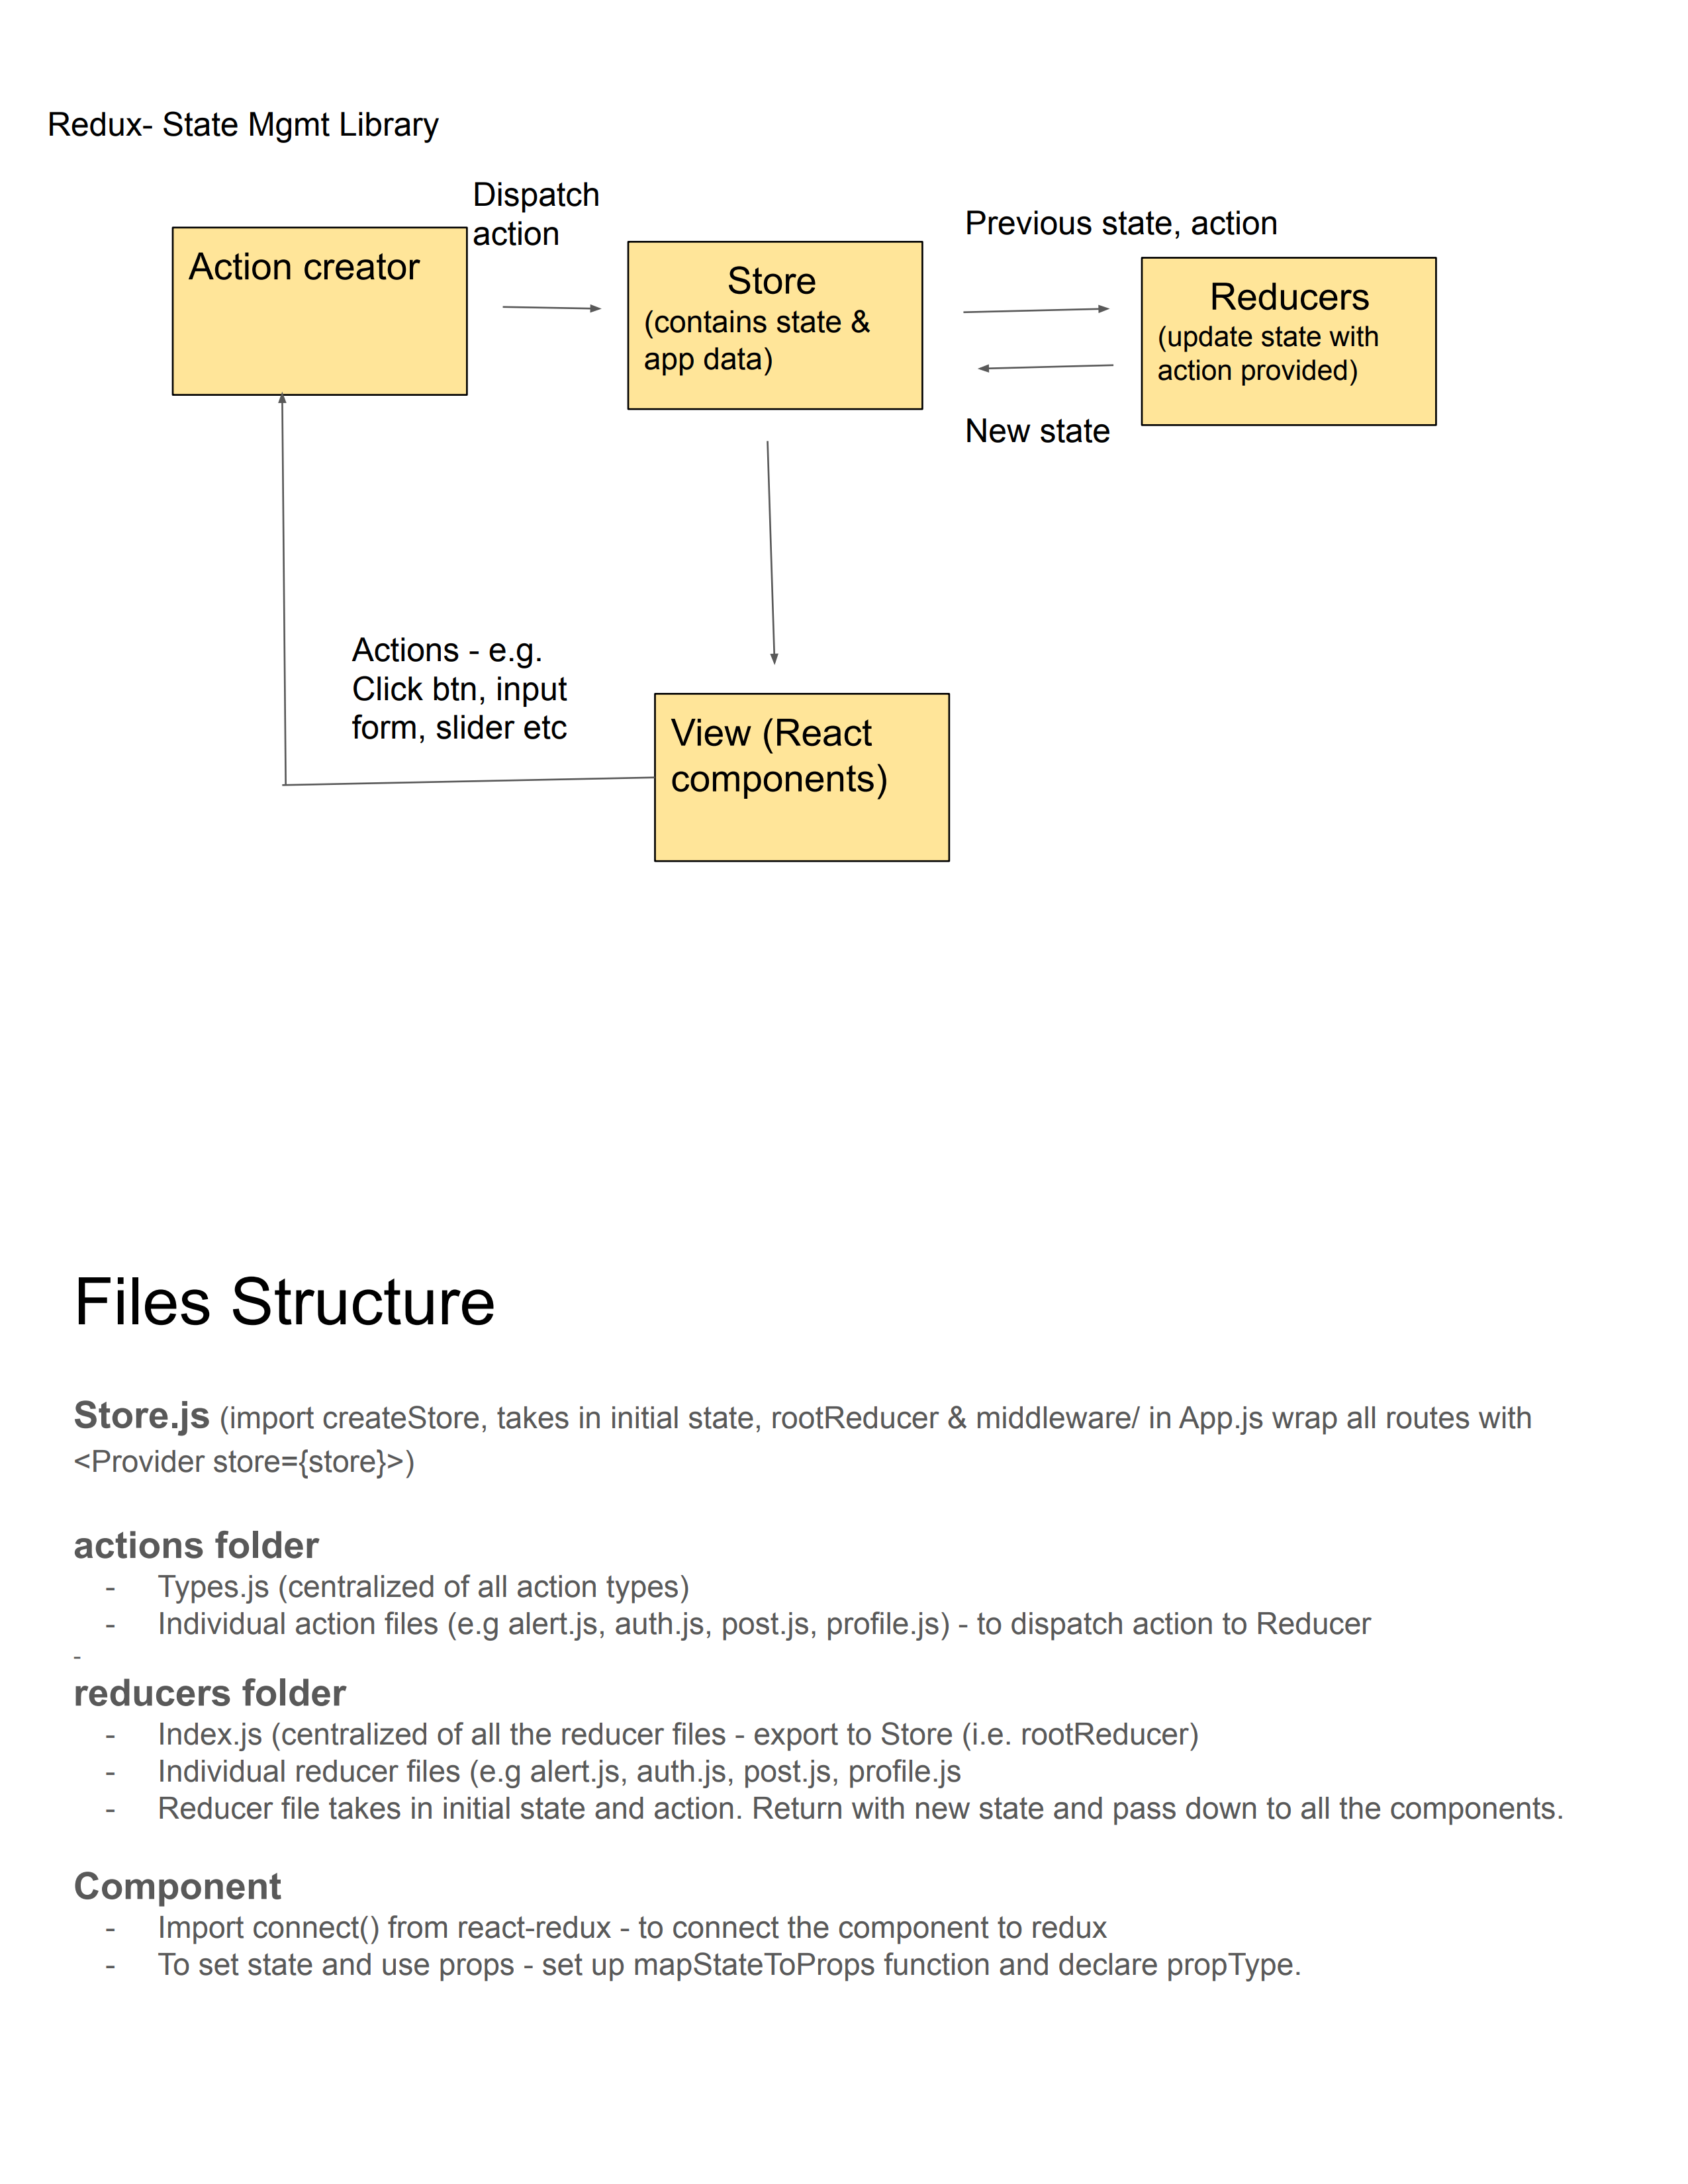 Redux- State Mgmt Library
Dispatch
action
Action creator
Store
(contains state &
app data)
Previous state, action
Reducers
(update state with
action provided)
New state
Actions - e.g.
Click btn, input
form, slider etc
View (React
components)
Files Structure
Store.js (import createStore, takes in initial state, rootReducer & middleware/ in App.js wrap all routes with
<Provider store={store}>)
actions folder
- Types.js (centralized of all action types)
- Individual action files (e.g alert.js, auth.js, post.js, profile.js) - to dispatch action to Reducer
-
reducers folder
- Index.js (centralized of all the reducer files - export to Store (i.e. rootReducer)
- Individual reducer files (e.g alert.js, auth.js, post.js, profile.js
- Reducer file takes in initial state and action. Return with new state and pass down to all the components.
Component
- Import connect() from react-redux - to connect the component to redux
- To set state and use props - set up mapStateToProps function and declare propType.